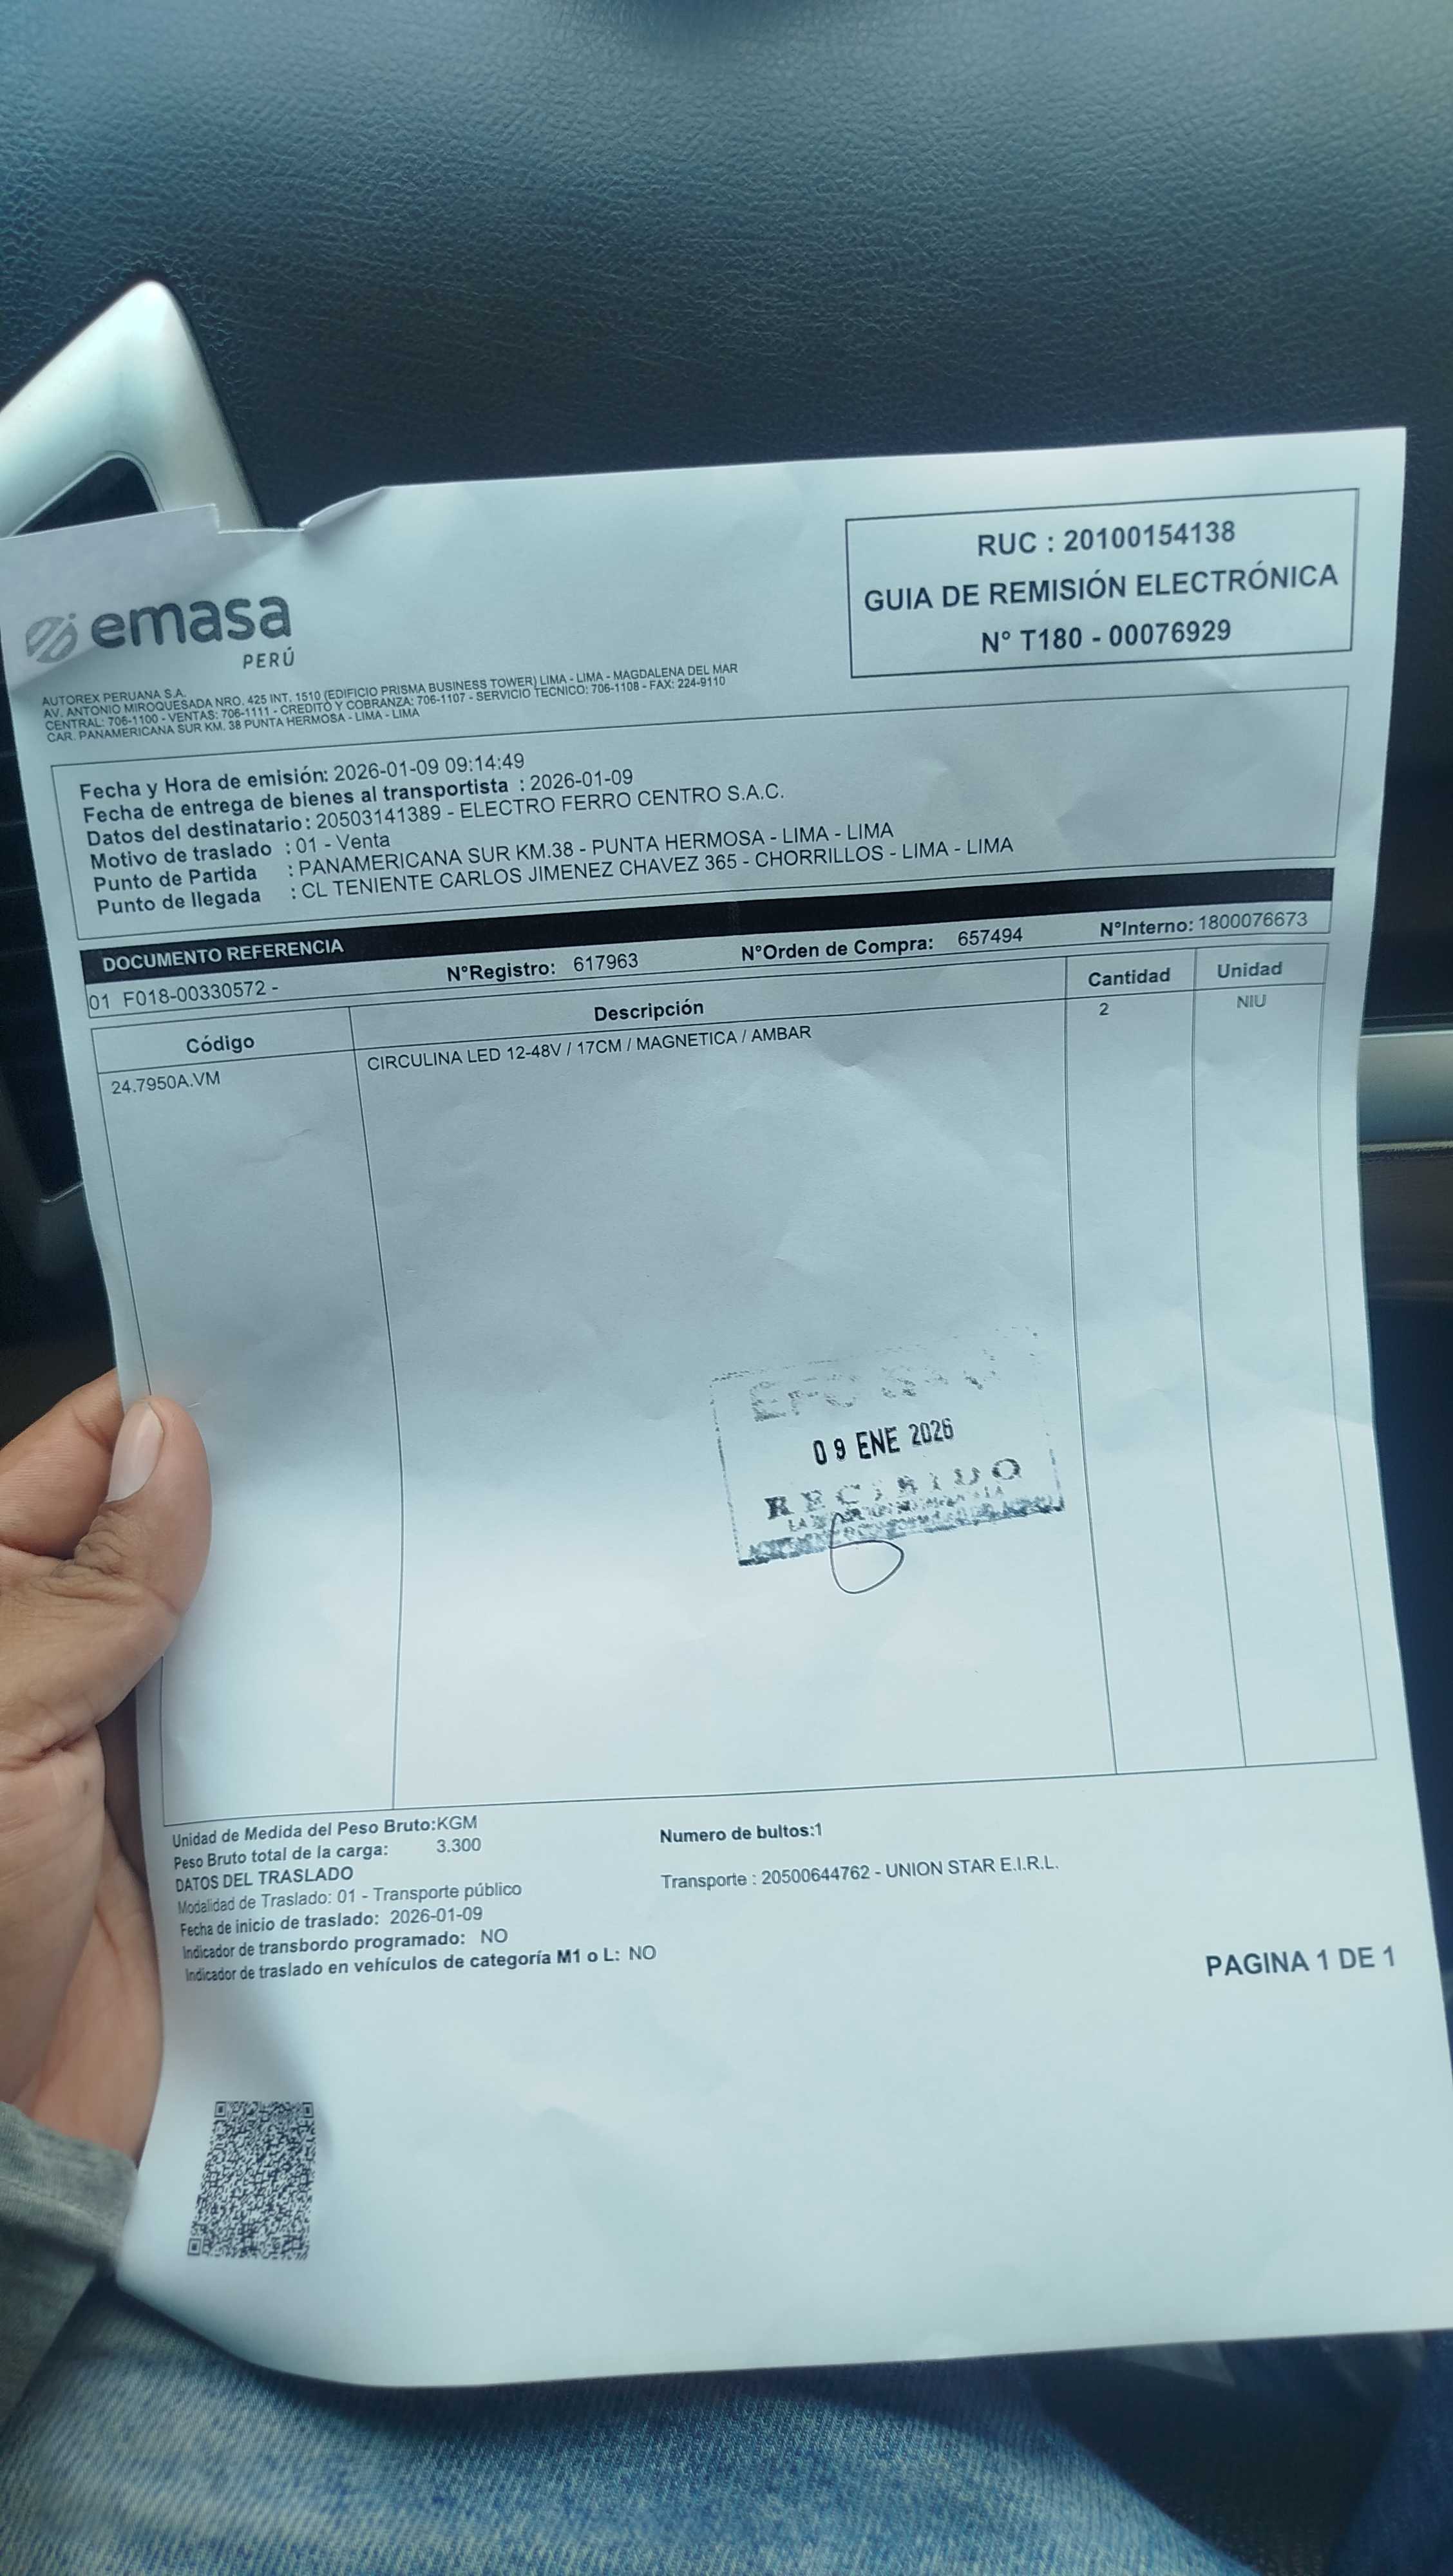 RUC : 20100154138
GUIA DE REMISIÓN ELECTRÓNICA
N° T180 - 00076929
emasa
PERÚ
AUTOREX PERUANA S.A.
AV. ANTONIO MIROQUESADA NRO. 425 INT. 1510 (EDIFICIO PRISMA BUSINESS TOWER) LIMA - LIMA - MAGDALENA DEL MAR
CENTRAL: 706-1100 - VENTAS: 706-1111 - CREDITO Y COBRANZA: 706-1107 - SERVICIO TECNICO: 706-1108 - FAX: 224-9110
CAR. PANAMERICANA SUR KM. 38 PUNTA HERMOSA - LIMA - LIMA
Fecha y Hora de emisión: 2026-01-09 09:14:49
Fecha de entrega de bienes al transportista : 2026-01-09
Datos del destinatario : 20503141389 - ELECTRO FERRO CENTRO S.A.C.
Motivo de traslado : 01 - Venta
Punto de Partida : PANAMERICANA SUR KM.38 - PUNTA HERMOSA - LIMA - LIMA
Punto de llegada : CL TENIENTE CARLOS JIMENEZ CHAVEZ 365 - CHORRILLOS - LIMA - LIMA
DOCUMENTO REFERENCIA
01 F018-00330572 - N°Registro: 617963 N°Orden de Compra: 657494 N°Interno: 1800076673
Código Descripción Cantidad Unidad
24.7950A.VM CIRCULINA LED 12-48V / 17CM / MAGNETICA / AMBAR 2 NIU
09 ENE 2026
RECIBIDO
Unidad de Medida del Peso Bruto:KGM
Peso Bruto total de la carga: 3.300
Numero de bultos:1
DATOS DEL TRASLADO
Modalidad de Traslado: 01 - Transporte público
Transporte : 20500644762 - UNION STAR E.I.R.L.
Fecha de inicio de traslado: 2026-01-09
Indicador de transbordo programado: NO
Indicador de traslado en vehículos de categoría M1 o L: NO
PAGINA 1 DE 1